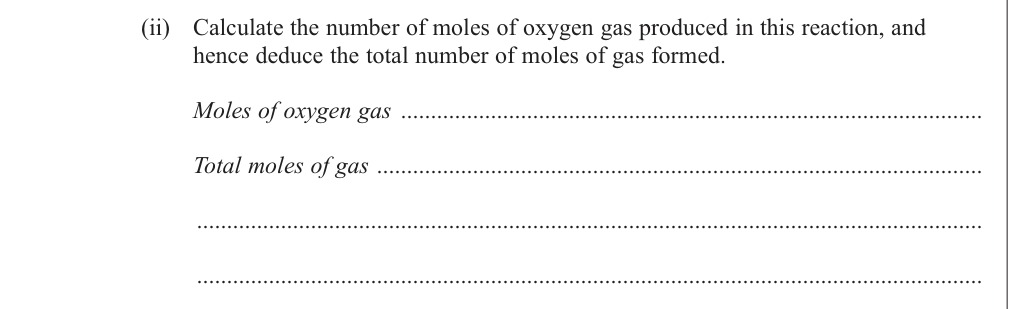 (ii) Calculate the number of moles of oxygen gas produced in this reaction, and
hence deduce the total number of moles of gas formed.
Moles of oxygen gas .................................................................................................
Total moles of gas .....................................................................................................
...................................................................................................................................
...................................................................................................................................